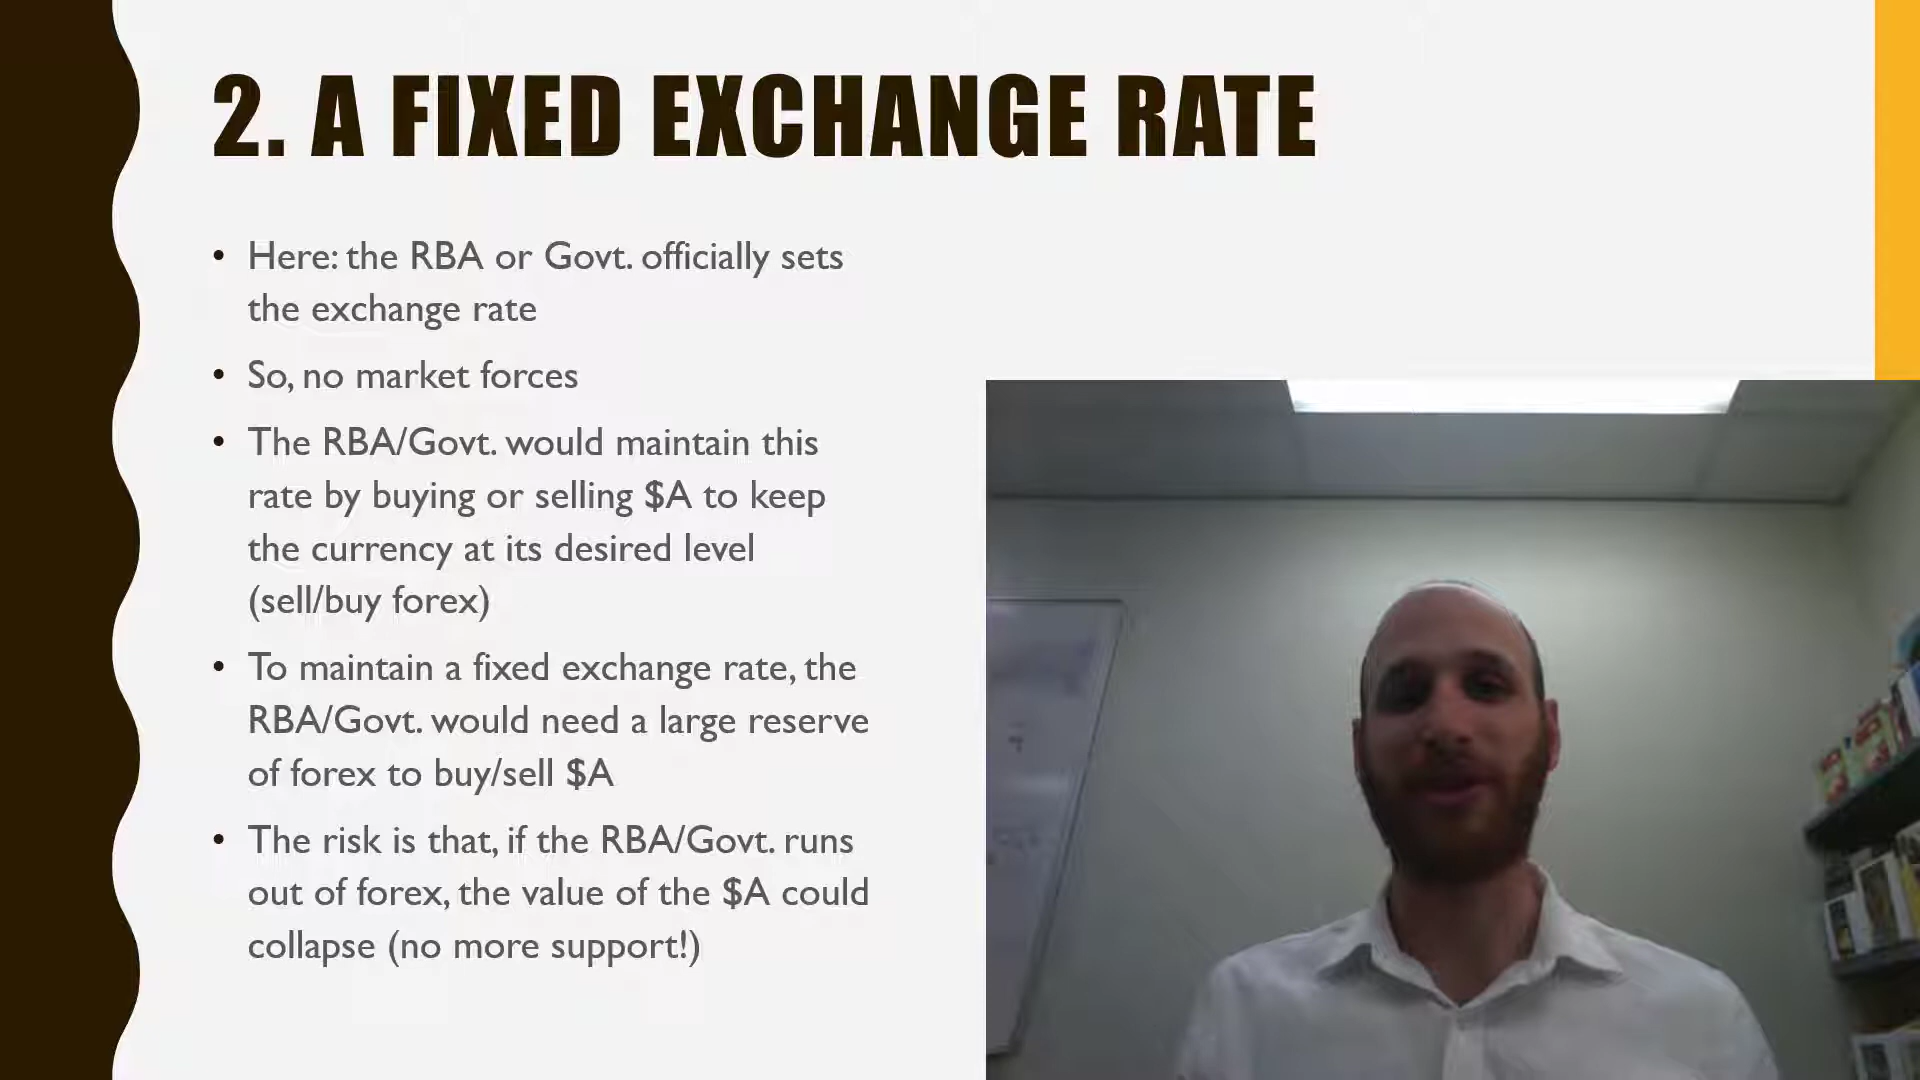 2. A FIXED EXCHANGE RATE
• Here: the RBA or Govt. officially sets
the exchange rate
• So, no market forces
• The RBA/Govt. would maintain this
rate by buying or selling $A to keep
the currency at its desired level
(sell/buy forex)
• To maintain a fixed exchange rate, the
RBA/Govt. would need a large reserve
of forex to buy/sell $A
• The risk is that, if the RBA/Govt. runs
out of forex, the value of the $A could
collapse (no more support!)